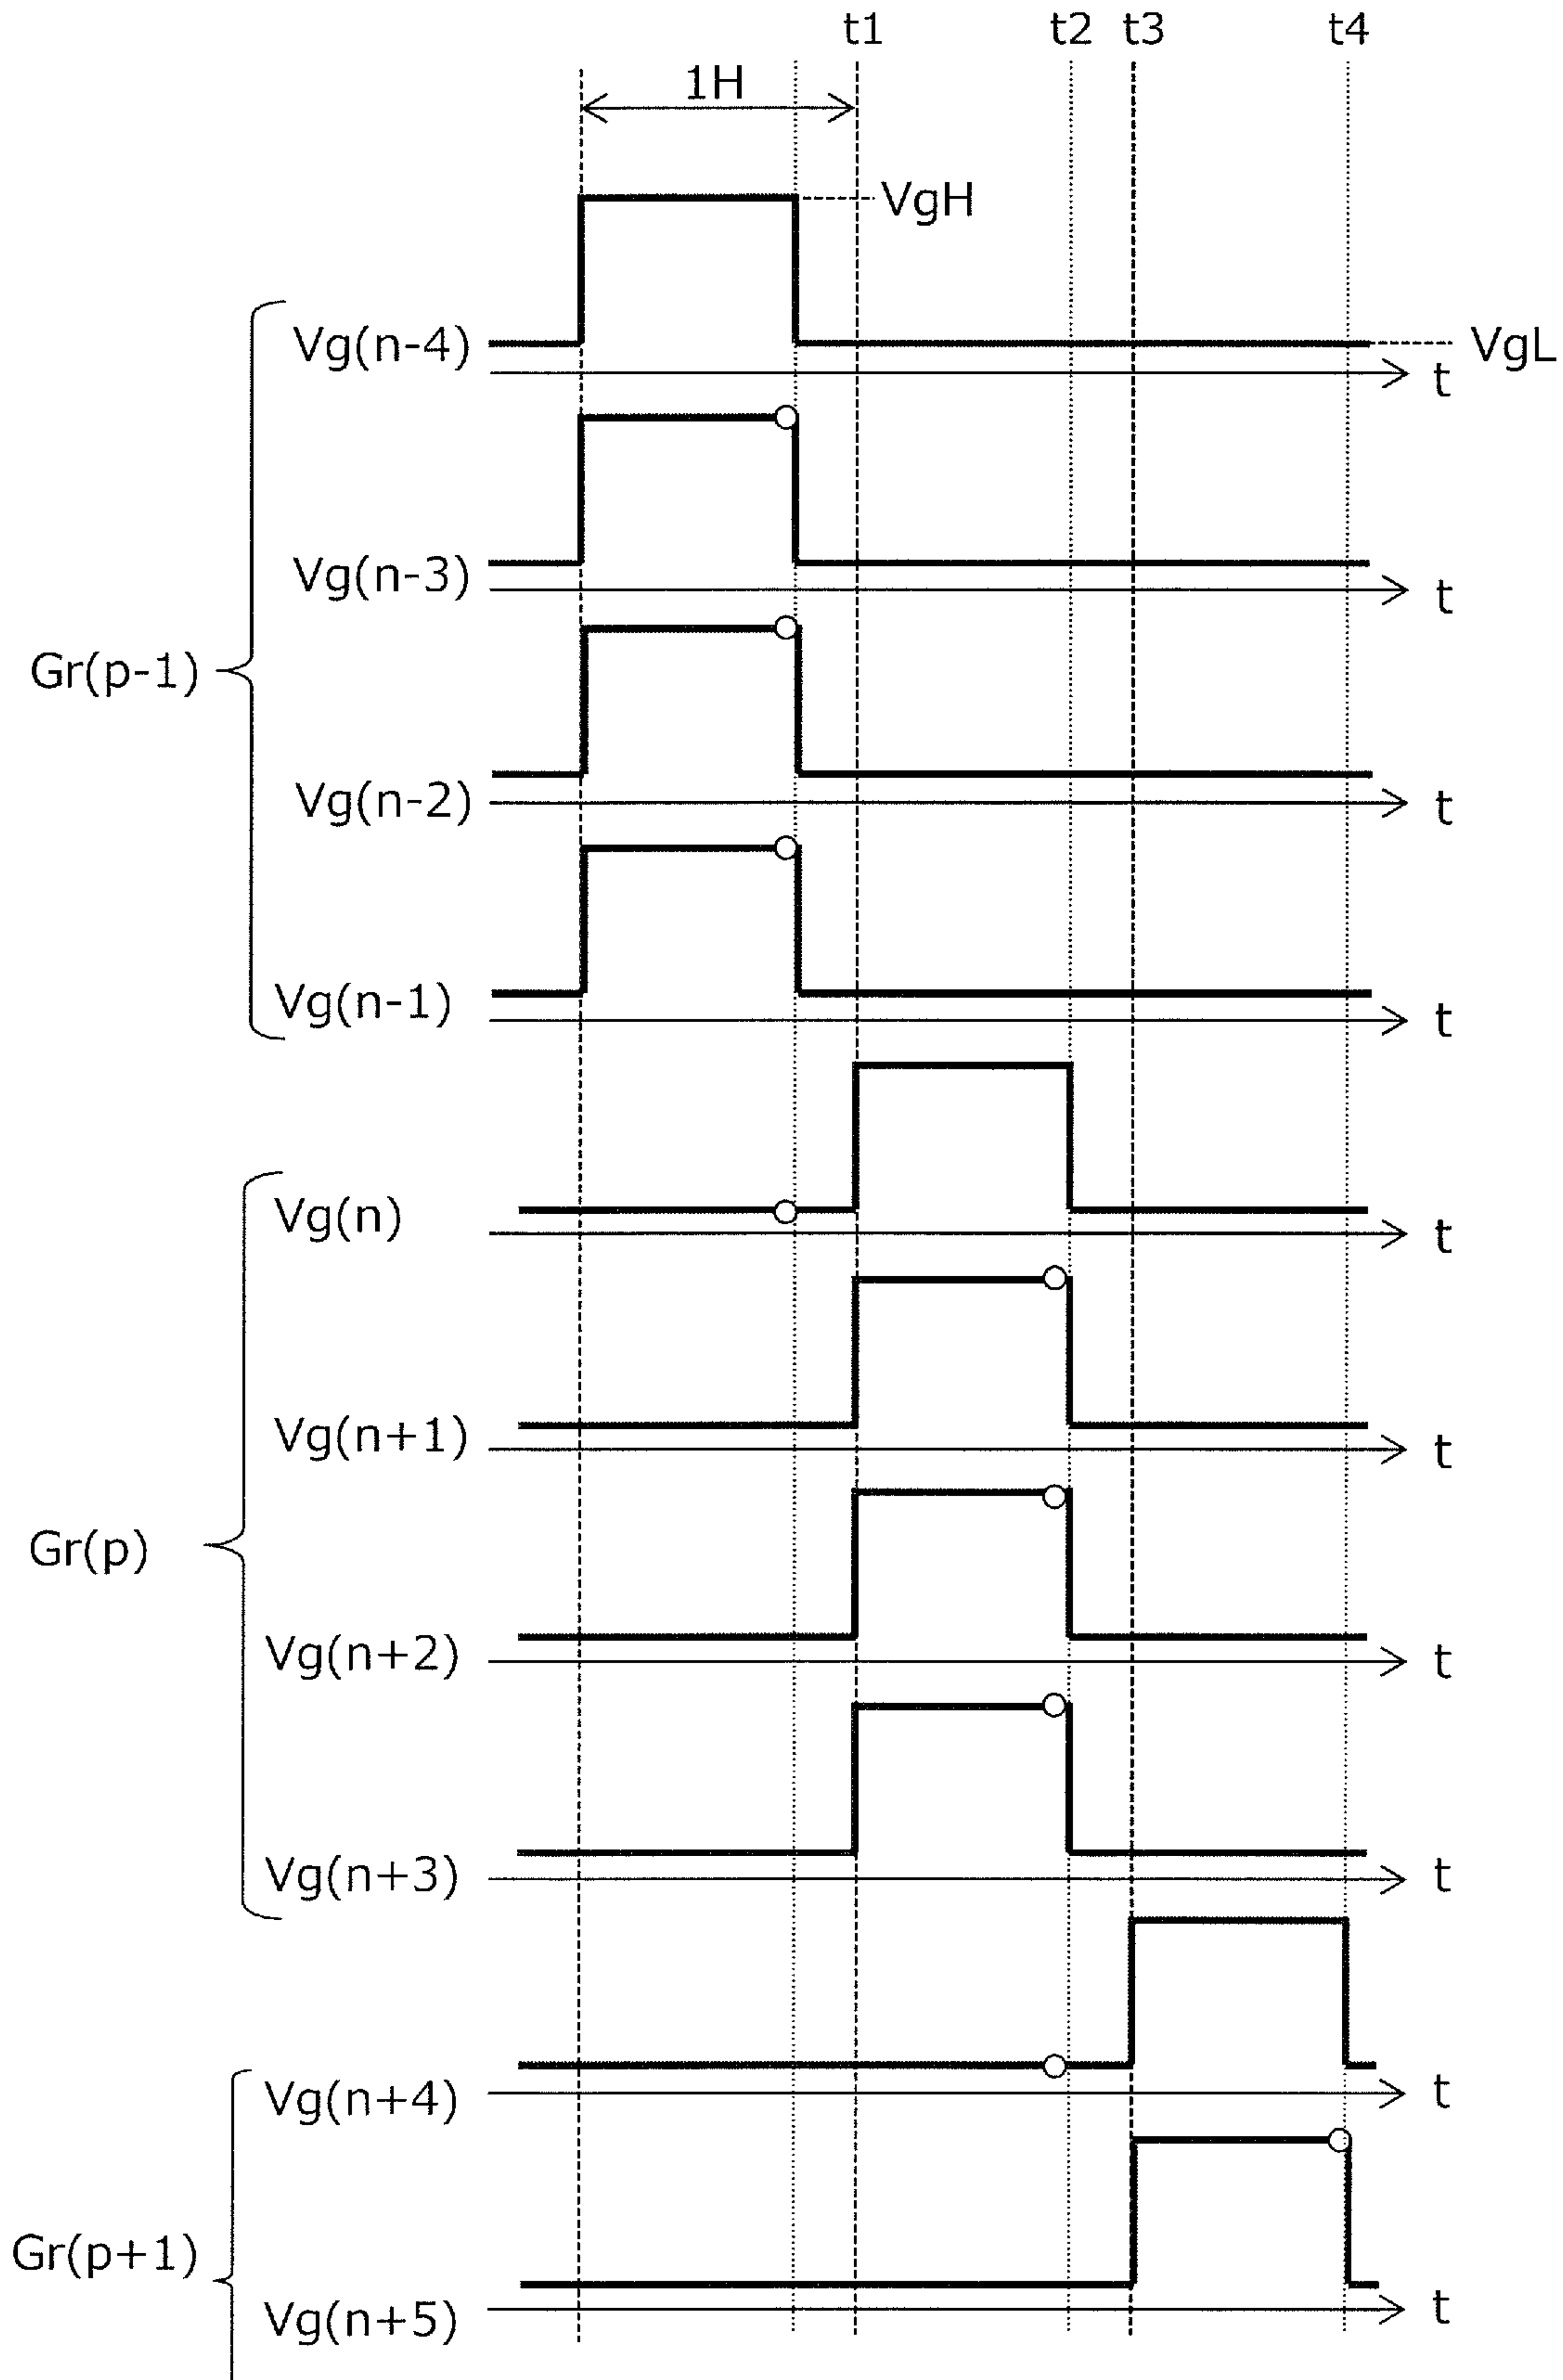 t1 t2 t3 t4
1H
VgH
Vg(n-4)
VgL
t
Vg(n-3)
t
Gr(p-1)
Vg(n-2)
t
Vg(n-1)
t
Vg(n)
t
Vg(n+1)
t
Gr(p)
Vg(n+2)
t
Vg(n+3)
t
Vg(n+4)
t
Gr(p+1)
Vg(n+5)
t